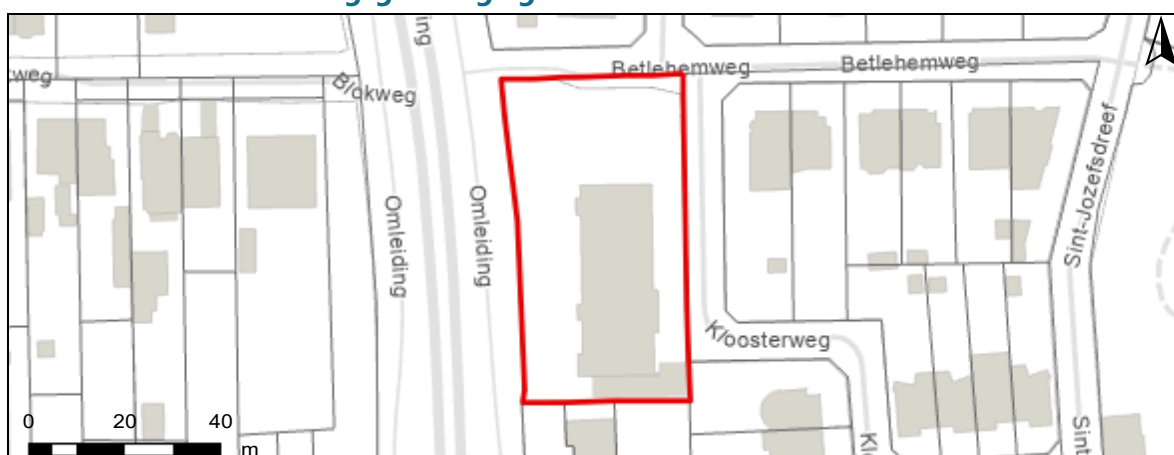 Betlehemweg
Betlehemweg
Blokweg
Omleiding
Omleiding
Sint-Jozefsdreef
Kloosterweg
0 20 40
m